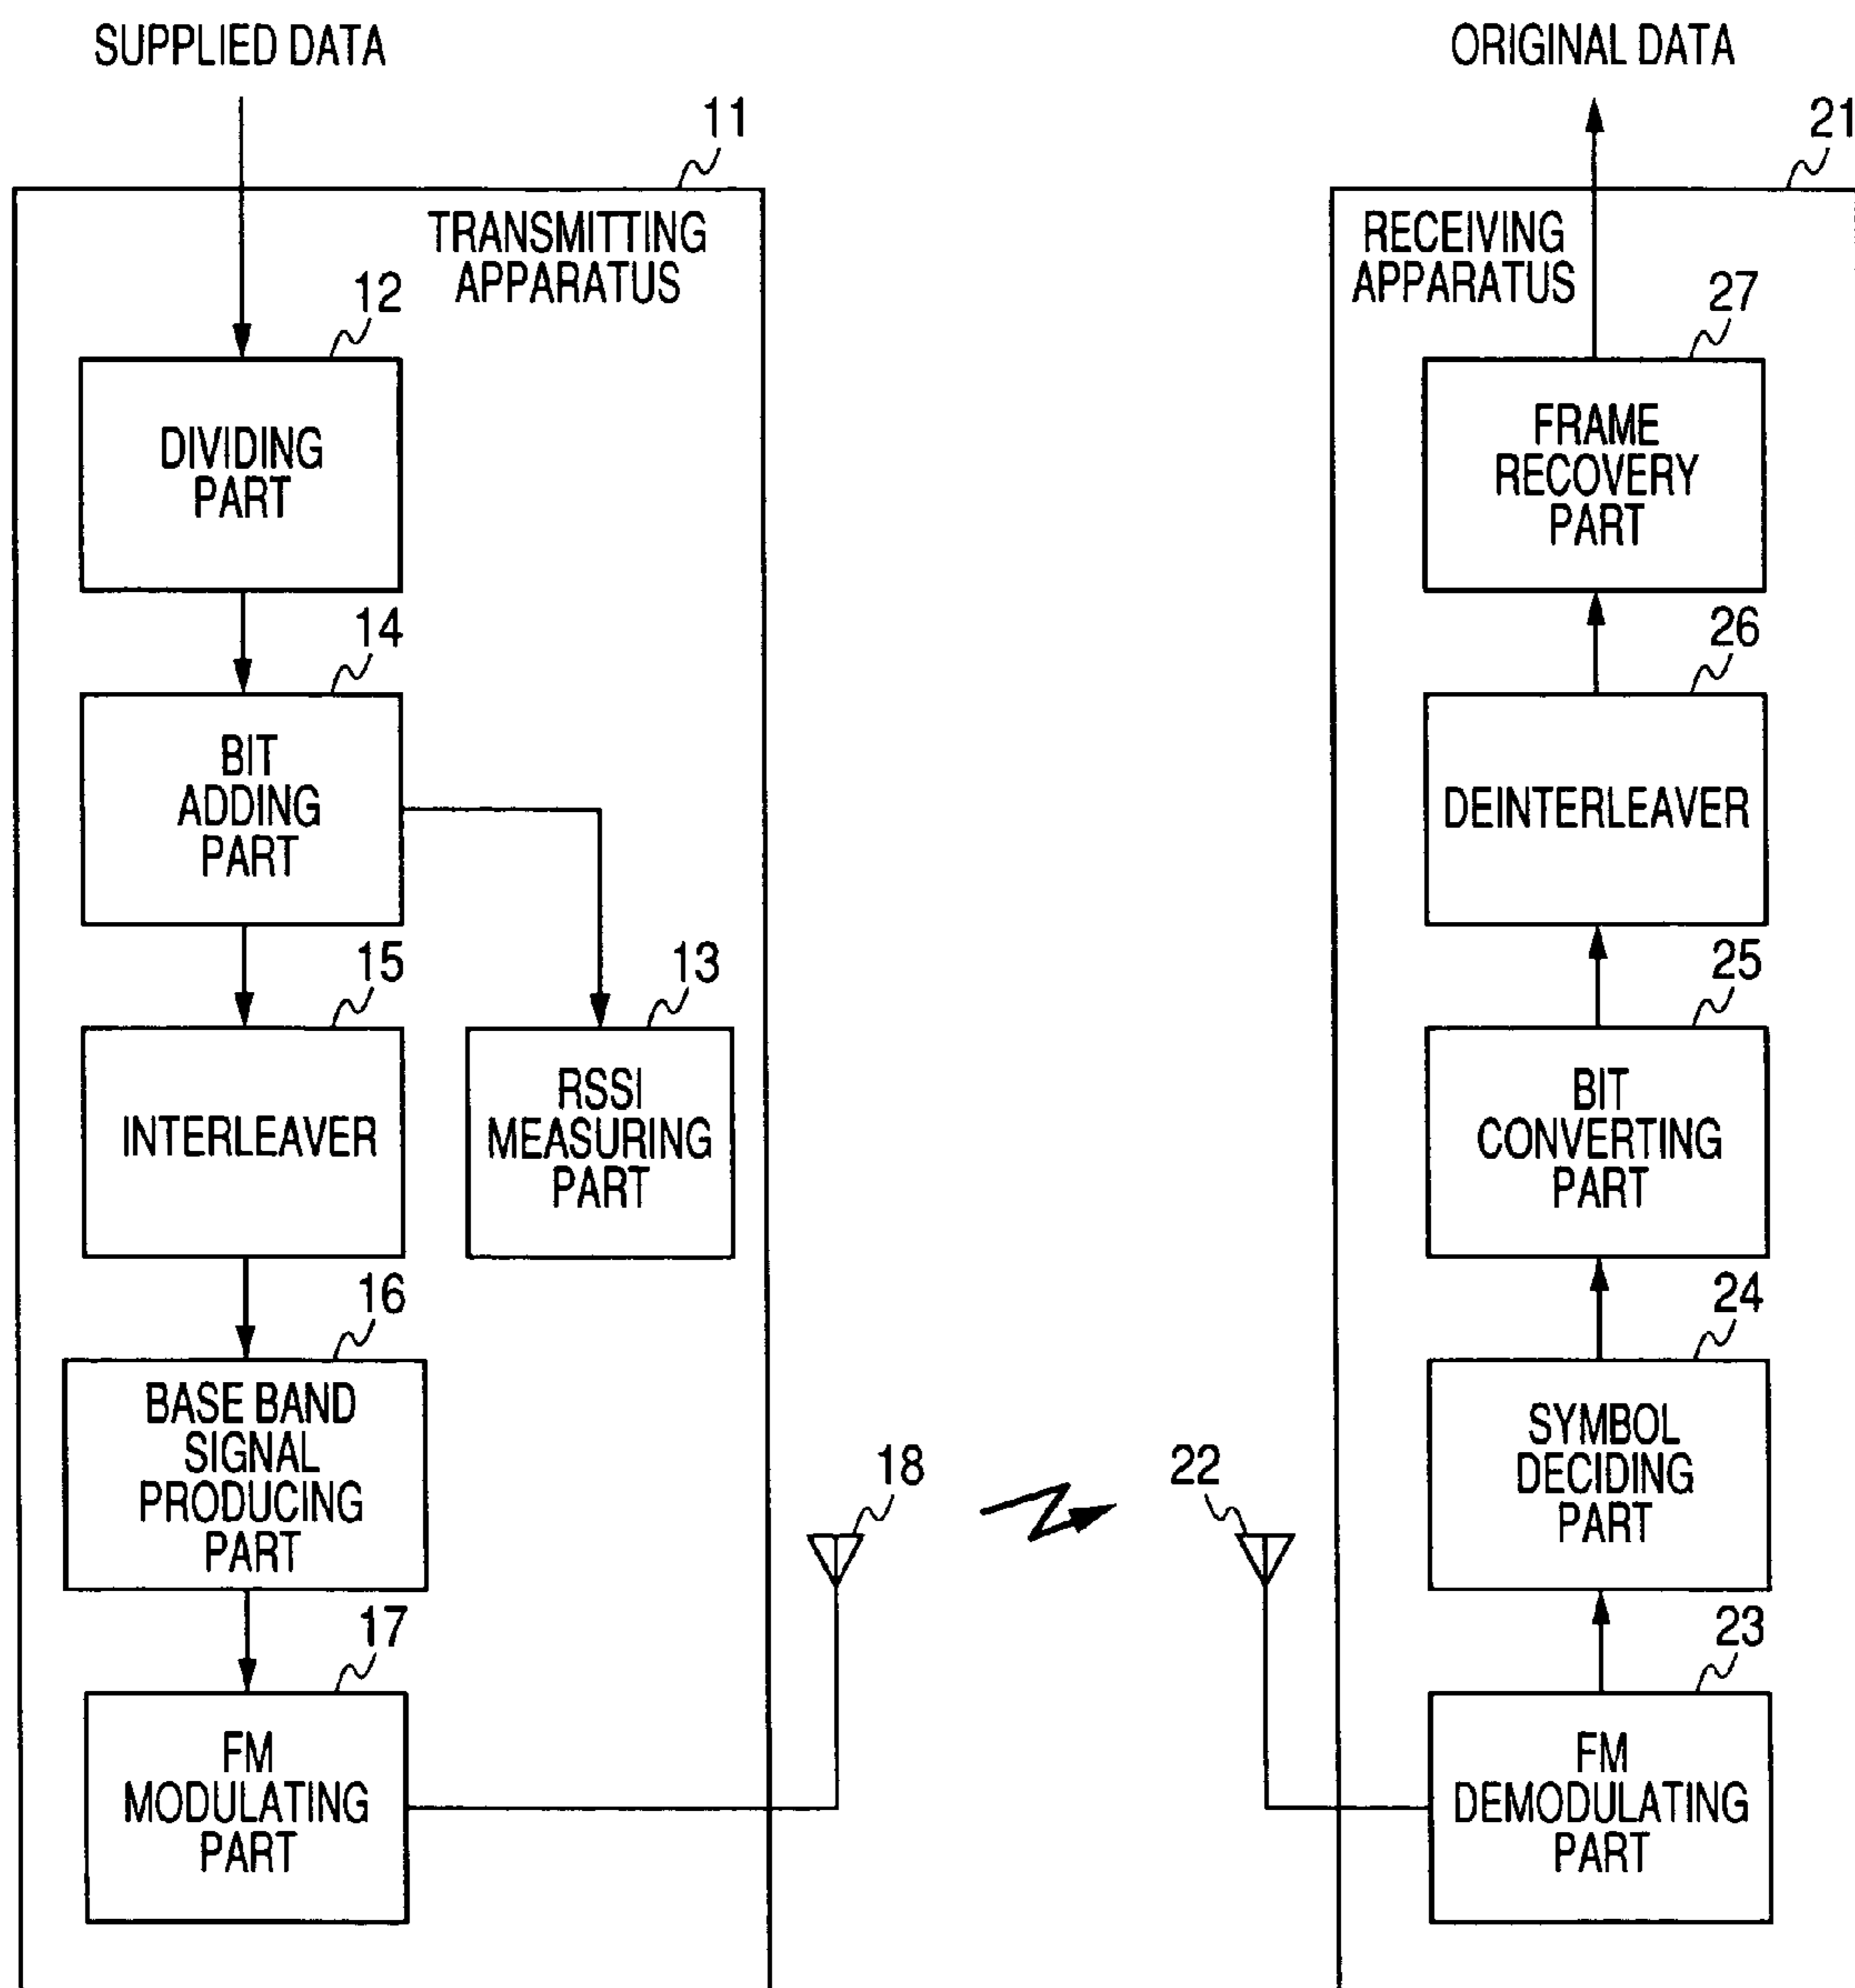 SUPPLIED DATA
11
TRANSMITTING
APPARATUS
12
DIVIDING
PART
14
BIT
ADDING
PART
15
INTERLEAVER
13
RSSI
MEASURING
PART
16
BASE BAND
SIGNAL
PRODUCING
PART
17
FM
MODULATING
PART
18
ORIGINAL DATA
21
RECEIVING
APPARATUS
27
FRAME
RECOVERY
PART
26
DEINTERLEAVER
25
BIT
CONVERTING
PART
24
SYMBOL
DECIDING
PART
22
23
FM
DEMODULATING
PART